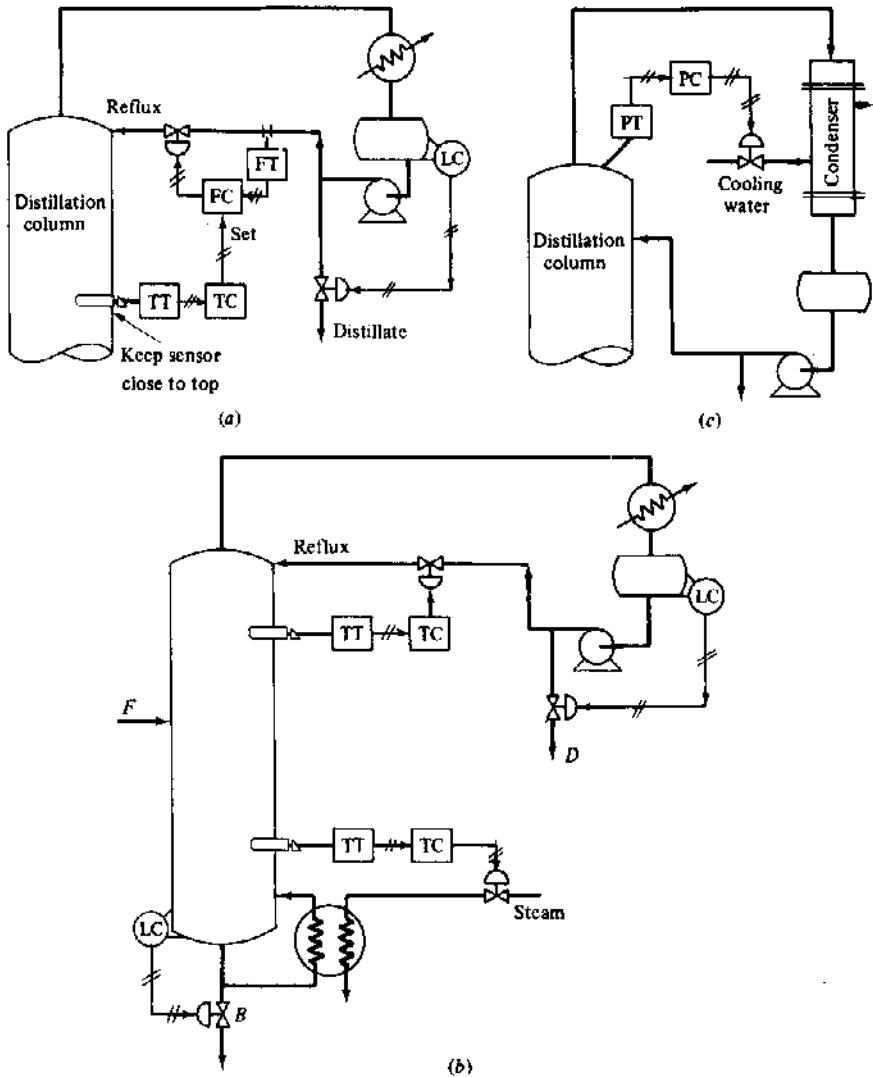 Reflux
LC
FT
Distillation
column
FC
Set
TT
TC
Distillate
Keep sensor
close to top
(a)
PC
PT
Condenser
Cooling
water
Distillation
column
(c)
Reflux
LC
TT
TC
F
D
TT
TC
Steam
LC
B
(b)